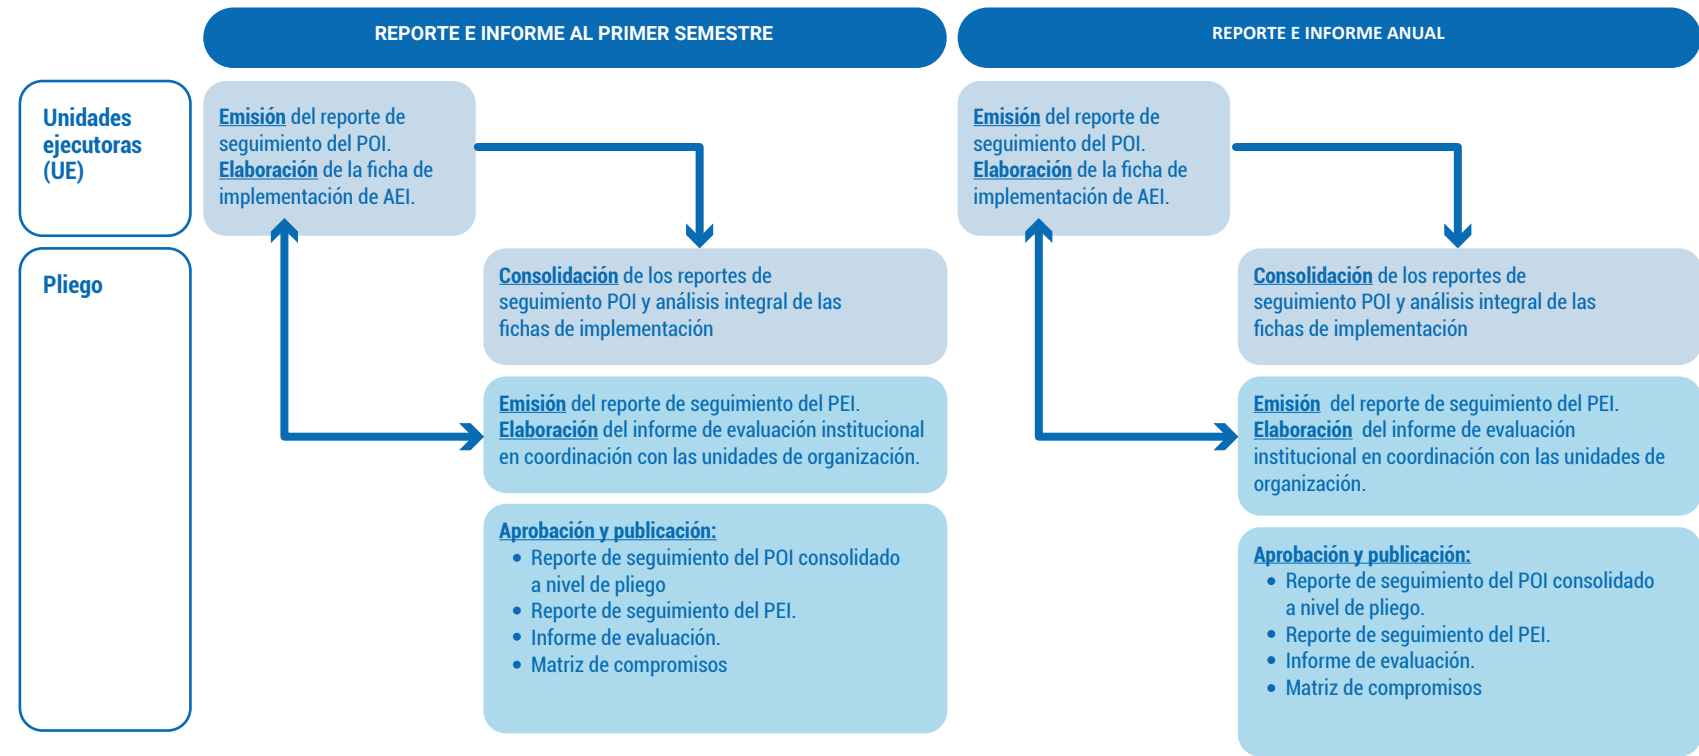 REPORTE E INFORME AL PRIMER SEMESTRE
REPORTE E INFORME ANUAL
Unidades
ejecutoras
(UE)
Emisión del reporte de
seguimiento del POI.
Elaboración de la ficha de
implementación de AEI.
Emisión del reporte de
seguimiento del POI.
Elaboración de la ficha de
implementación de AEI.
Pliego
Consolidación de los reportes de
seguimiento POI y análisis integral de las
fichas de implementación
Emisión del reporte de seguimiento del PEI.
Elaboración del informe de evaluación institucional
en coordinación con las unidades de organización.
Aprobación y publicación:
• Reporte de seguimiento del POI consolidado
a nivel de pliego
• Reporte de seguimiento del PEI.
• Informe de evaluación.
• Matriz de compromisos
Consolidación de los reportes de
seguimiento POI y análisis integral de las
fichas de implementación
Emisión del reporte de seguimiento del PEI.
Elaboración del informe de evaluación
institucional en coordinación con las unidades de
organización.
Aprobación y publicación:
• Reporte de seguimiento del POI consolidado
a nivel de pliego.
• Reporte de seguimiento del PEI.
• Informe de evaluación.
• Matriz de compromisos